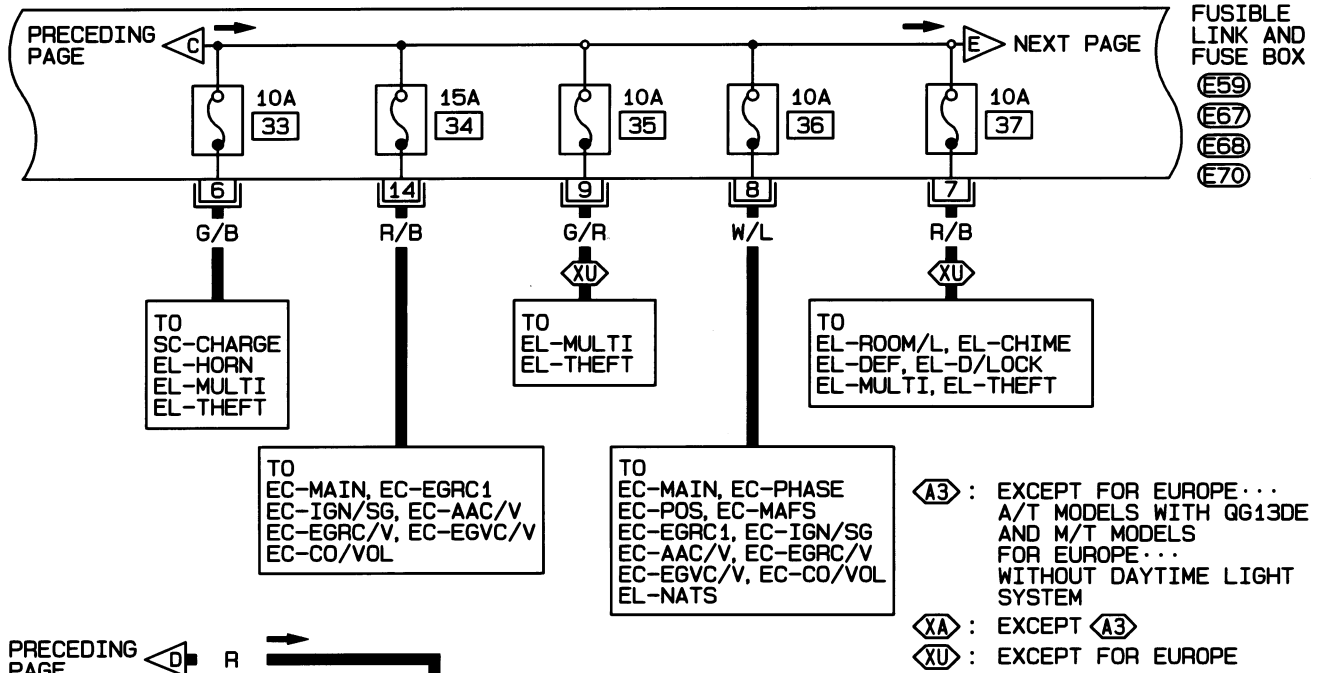 PRECEDING PAGE
C
E
NEXT PAGE
FUSIBLE
LINK AND
FUSE BOX
E59
E67
E68
E70
10A
33
15A
34
10A
35
10A
36
10A
37
6
14
9
8
7
G/B
R/B
G/R
W/L
R/B
XU
XU
TO
SC-CHARGE
EL-HORN
EL-MULTI
EL-THEFT
TO
EL-MULTI
EL-THEFT
TO
EL-ROOM/L, EL-CHIME
EL-DEF, EL-D/LOCK
EL-MULTI, EL-THEFT
TO
EC-MAIN, EC-EGRC1
EC-IGN/SG, EC-AAC/V
EC-EGRC/V, EC-EGVC/V
EC-CO/VOL
TO
EC-MAIN, EC-PHASE
EC-POS, EC-MAFS
EC-EGRC1, EC-IGN/SG
EC-AAC/V, EC-EGRC/V
EC-EGVC/V, EC-CO/VOL
EL-NATS
A3 : EXCEPT FOR EUROPE···
A/T MODELS WITH QG13DE
AND M/T MODELS
FOR EUROPE···
WITHOUT DAYTIME LIGHT
SYSTEM
XA : EXCEPT A3
XU : EXCEPT FOR EUROPE
PRECEDING
PAGE
D
R